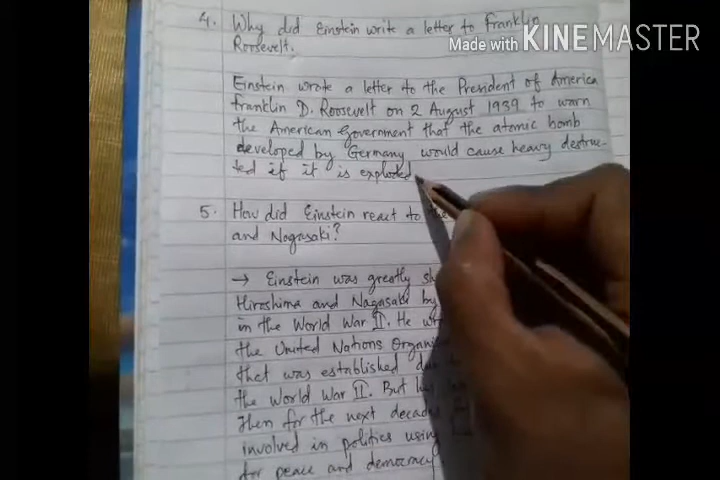 4. Why did Einstein write a letter to Franklin
Roosevelt.
Made with KINEMASTER
Einstein wrote a letter to the President of America
Franklin D. Roosevelt on 2 August 1939 to warn
the American Government that the atomic bomb
developed by Germany would cause heavy destruc-
ted if it is exploded
5. How did Einstein react to the
and Nagasaki?
→ Einstein was greatly
Hiroshima and Nagasaki by
in the World War II. He
the United Nations
that was established
the World War II. But
then for the next decade
involved in politics using
for peace and democracy